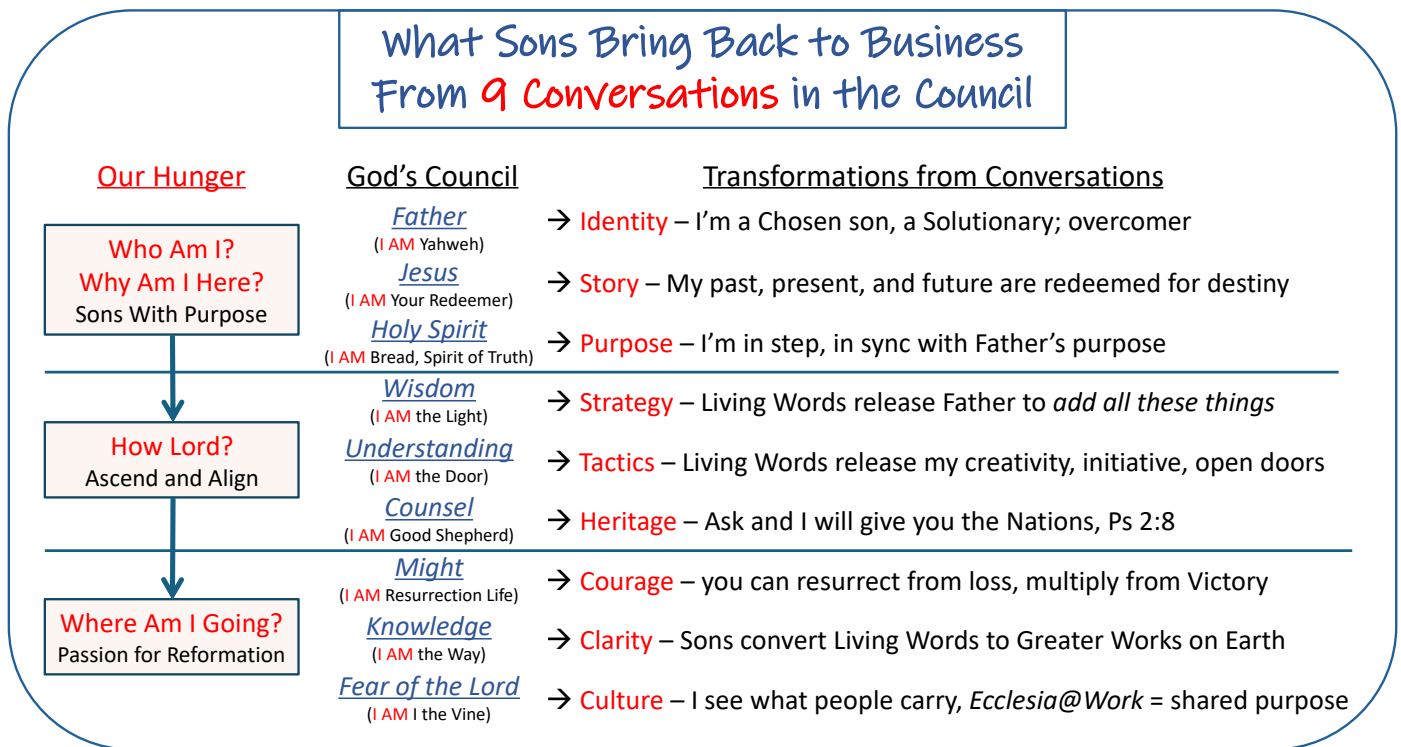 What Sons Bring Back to Business
From 9 Conversations in the Council
Our Hunger
God's Council
Transformations from Conversations
Who Am I?
Why Am I Here?
Sons With Purpose
Father
(I AM Yahweh)
→ Identity – I'm a Chosen son, a Solutionary; overcomer
Jesus
(I AM Your Redeemer)
→ Story – My past, present, and future are redeemed for destiny
Holy Spirit
(I AM Bread, Spirit of Truth)
→ Purpose – I'm in step, in sync with Father's purpose
How Lord?
Ascend and Align
Wisdom
(I AM the Light)
→ Strategy – Living Words release Father to add all these things
Understanding
(I AM the Door)
→ Tactics – Living Words release my creativity, initiative, open doors
Counsel
(I AM Good Shepherd)
→ Heritage – Ask and I will give you the Nations, Ps 2:8
Where Am I Going?
Passion for Reformation
Might
(I AM Resurrection Life)
→ Courage – you can resurrect from loss, multiply from Victory
Knowledge
(I AM the Way)
→ Clarity – Sons convert Living Words to Greater Works on Earth
Fear of the Lord
(I AM I the Vine)
→ Culture – I see what people carry, Ecclesia@Work = shared purpose